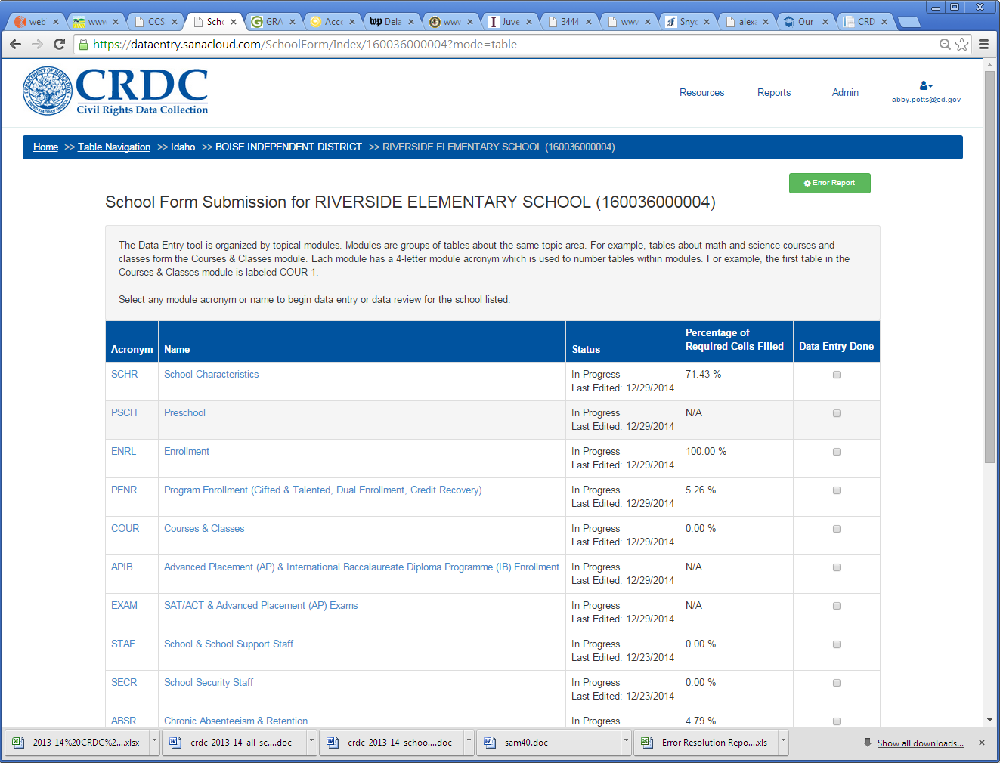 web
www
CCS
Scho
GRA
Acco
wp Dela
www
Juve
3444
www
Snyd
alexa
Our
CRD
https://dataentry.sanacloud.com/SchoolForm/Index/160036000004?mode=table
CRDC
Civil Rights Data Collection
Resources
Reports
Admin
abby.potts@ed.gov
Home >> Table Navigation >> Idaho >> BOISE INDEPENDENT DISTRICT >> RIVERSIDE ELEMENTARY SCHOOL (160036000004)
Error Report
School Form Submission for RIVERSIDE ELEMENTARY SCHOOL (160036000004)
The Data Entry tool is organized by topical modules. Modules are groups of tables about the same topic area. For example, tables about math and science courses and
classes form the Courses & Classes module. Each module has a 4-letter module acronym which is used to number tables within modules. For example, the first table in the
Courses & Classes module is labeled COUR-1.
Select any module acronym or name to begin data entry or data review for the school listed.
Acronym
Name
Status
Percentage of
Required Cells Filled
Data Entry Done
SCHR
School Characteristics
In Progress
Last Edited: 12/29/2014
71.43 %
PSCH
Preschool
In Progress
Last Edited: 12/29/2014
N/A
ENRL
Enrollment
In Progress
Last Edited: 12/29/2014
100.00 %
PENR
Program Enrollment (Gifted & Talented, Dual Enrollment, Credit Recovery)
In Progress
Last Edited: 12/29/2014
5.26 %
COUR
Courses & Classes
In Progress
Last Edited: 12/29/2014
0.00 %
APIB
Advanced Placement (AP) & International Baccalaureate Diploma Programme (IB) Enrollment
In Progress
Last Edited: 12/29/2014
N/A
EXAM
SAT/ACT & Advanced Placement (AP) Exams
In Progress
Last Edited: 12/29/2014
N/A
STAF
School & School Support Staff
In Progress
Last Edited: 12/23/2014
0.00 %
SECR
School Security Staff
In Progress
Last Edited: 12/23/2014
0.00 %
ABSR
Chronic Absenteeism & Retention
In Progress
4.79 %
2013-14%20CRDC%2....xlsx
crdc-2013-14-all-sc....doc
crdc-2013-14-schoo....doc
sam40.doc
Error Resolution Repo....xls
Show all downloads...